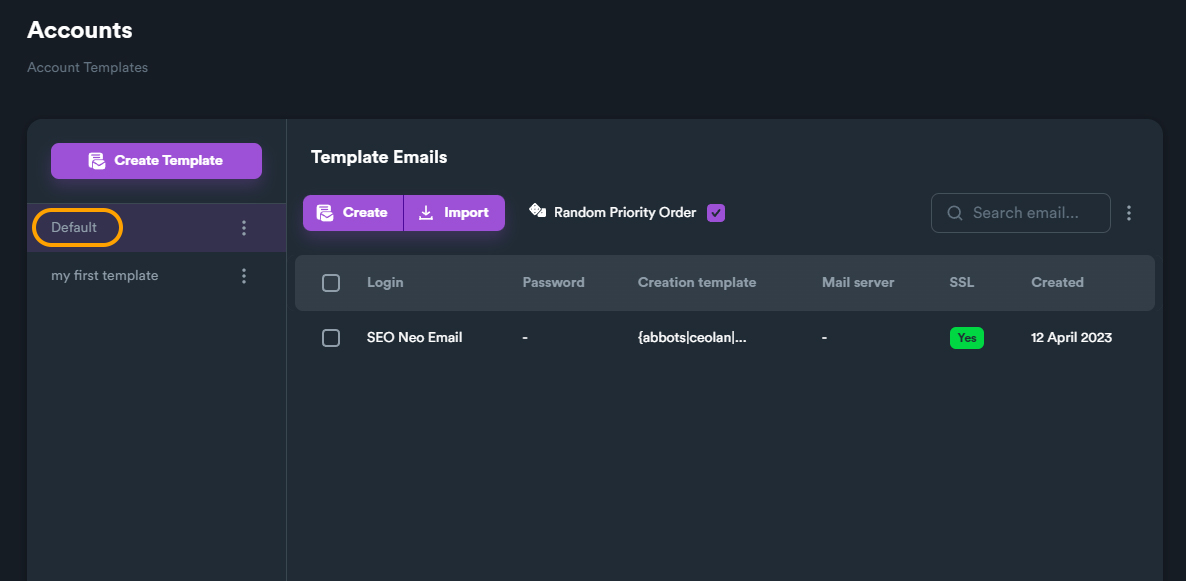 Accounts
Account Templates
Create Template
Default
my first template
Template Emails
Create Import Random Priority Order Search email...
Login Password Creation template Mail server SSL Created
SEO Neo Email - {abbots|ceolan|... - Yes 12 April 2023